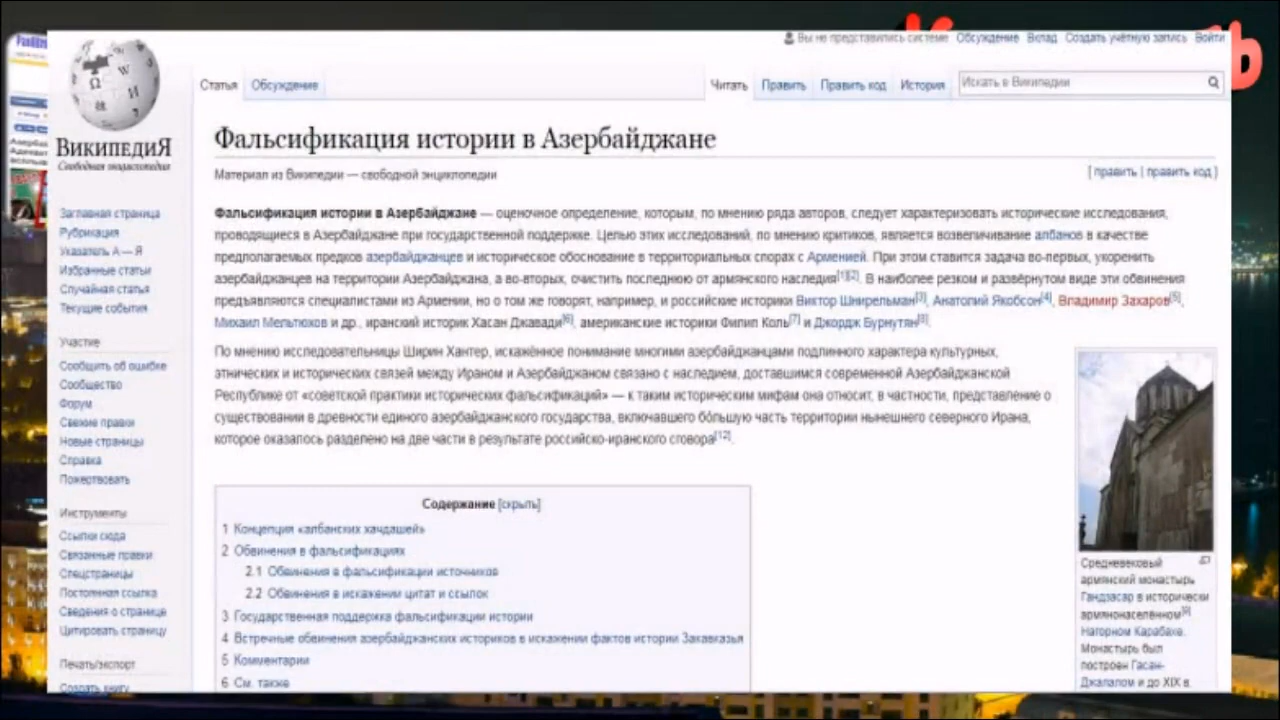 Вы не представились системе Обсуждение Вклад Создать учётную запись Войти
Статья Обсуждение Читать Править Править код История Искать в Википедии
ВИКИПЕДИЯ
Свободная энциклопедия
Фальсификация истории в Азербайджане
Материал из Википедии — свободной энциклопедии
[ править | править код ]
Фальсификация истории в Азербайджане — оценочное определение, которым, по мнению ряда авторов, следует характеризовать исторические исследования,
проводящиеся в Азербайджане при государственной поддержке. Целью этих исследований, по мнению критиков, является возвеличивание албанов в качестве
предполагаемых предков азербайджанцев и историческое обоснование в территориальных спорах с Арменией. При этом ставится задача во-первых, укоренить
азербайджанцев на территории Азербайджана, а во-вторых, очистить последнюю от армянского наследия[1][2]. В наиболее резком и развёрнутом виде эти обвинения
предъявляются специалистами из Армении, но о том же говорят, например, и российские историки Виктор Шнирельман[3], Анатолий Якобсон[4], Владимир Захаров[5],
Михаил Мельтюхов и др., иранский историк Хасан Джавади[6], американские историки Филип Коль[7] и Джордж Бурнутян[8].
По мнению исследовательницы Ширин Хантер, искажённое понимание многими азербайджанцами подлинного характера культурных,
этнических и исторических связей между Ираном и Азербайджаном связано с наследием, доставшимся современной Азербайджанской
Республике от «советской практики исторических фальсификаций» — к таким историческим мифам она относит, в частности, представление о
существовании в древности единого азербайджанского государства, включавшего бо́льшую часть территории нынешнего северного Ирана,
которое оказалось разделено на две части в результате российско-иранского сговора[12].
Содержание [скрыть]
1 Концепция «албанских хачдашей»
2 Обвинения в фальсификациях
2.1 Обвинения в фальсификации источников
2.2 Обвинения в искажении цитат и ссылок
3 Государственная поддержка фальсификации истории
4 Встречные обвинения азербайджанских историков в искажении фактов истории Закавказья
5 Комментарии
6 См. также
Средневековый
армянский монастырь
Гандзасар в исторически
армянонаселённом[9]
Нагорном Карабахе.
Монастырь был
построен Гасан-
Джалалом и до XIX в.
Заглавная страница
Рубрикация
Указатель А — Я
Избранные статьи
Случайная статья
Текущие события
Участие
Сообщить об ошибке
Сообщество
Форум
Свежие правки
Новые страницы
Справка
Пожертвовать
Инструменты
Ссылки сюда
Связанные правки
Спецстраницы
Постоянная ссылка
Сведения о странице
Цитировать страницу
Печать/экспорт
Создать книгу